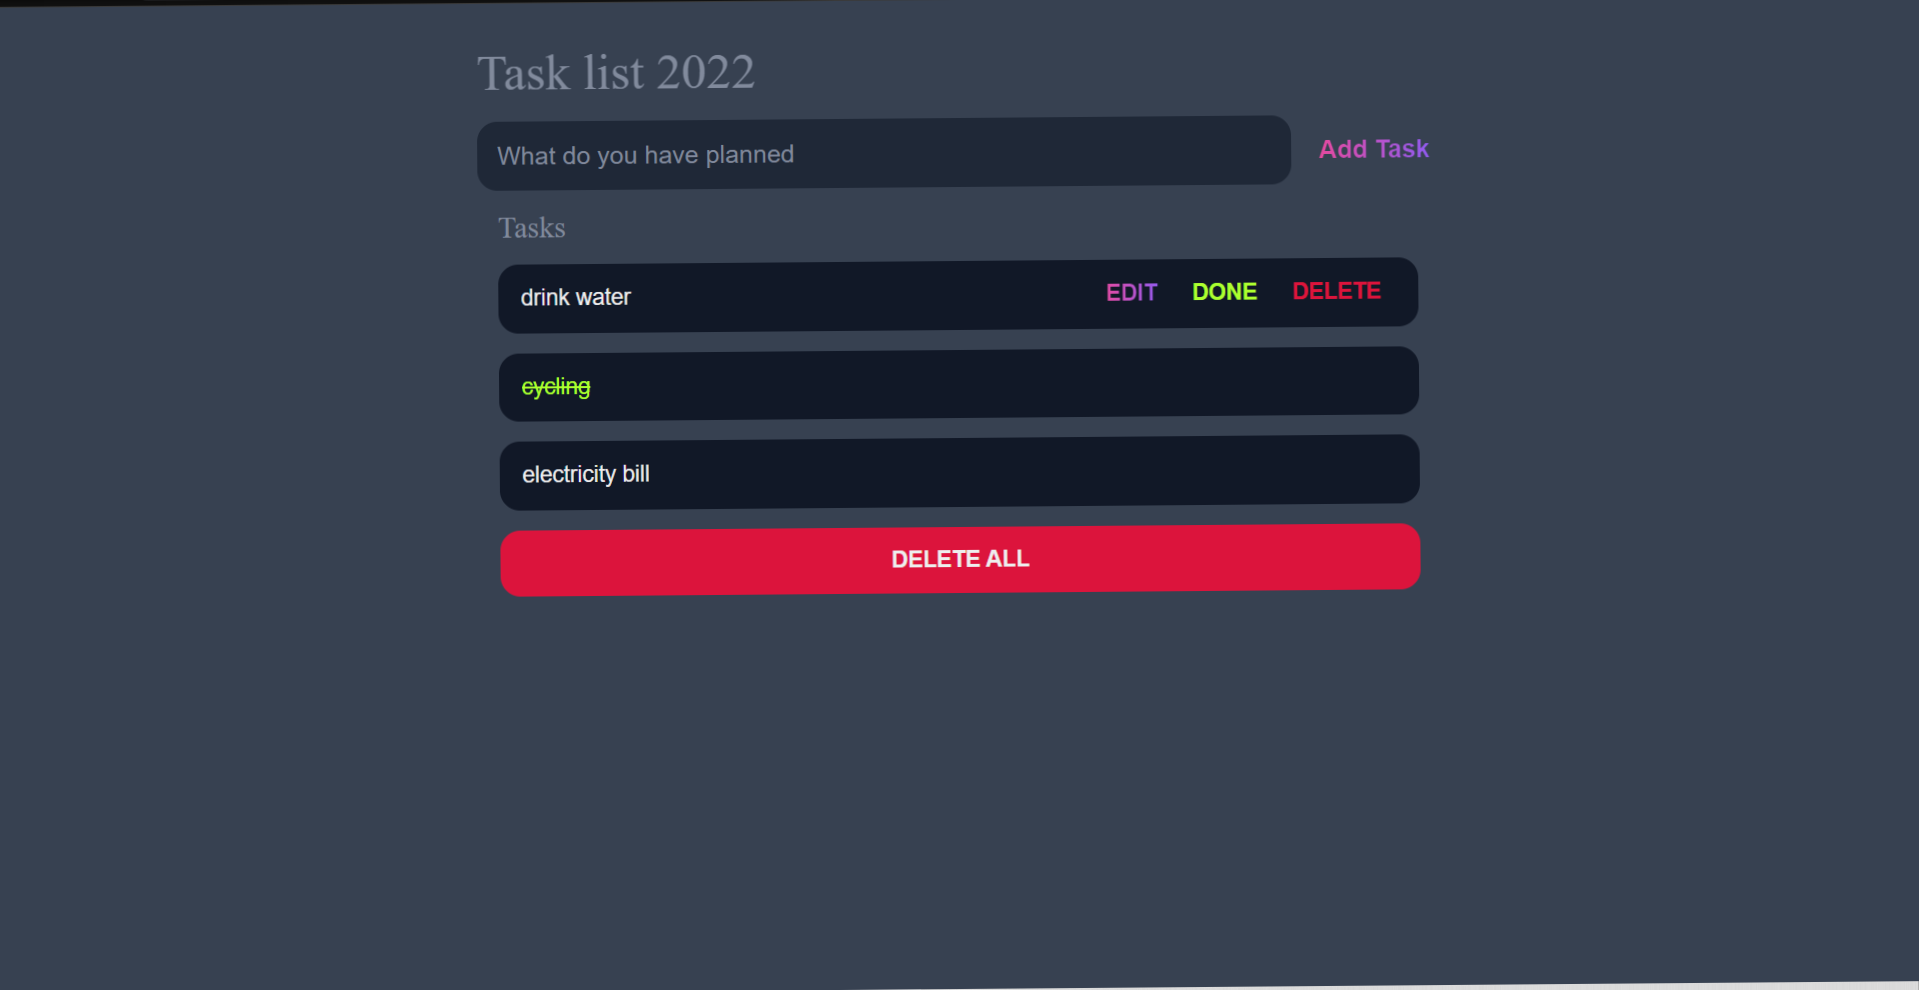 Task list 2022
What do you have planned
Add Task
Tasks
drink water
EDIT DONE DELETE
cycling
electricity bill
DELETE ALL